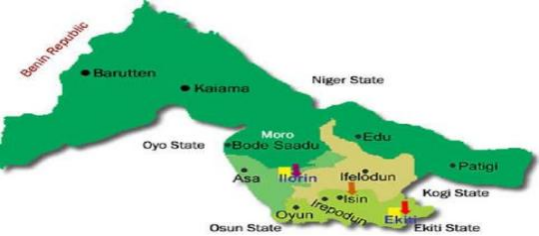 Benin Republic
Barutten
Kaiama
Niger State
Moro
Edu
Oyo State
Bode Saadu
Patigi
Asa
Ilorin
Ifelodun
Kogi State
Isin
Irepodun
Oyun
Ekiti
Osun State
Ekiti State